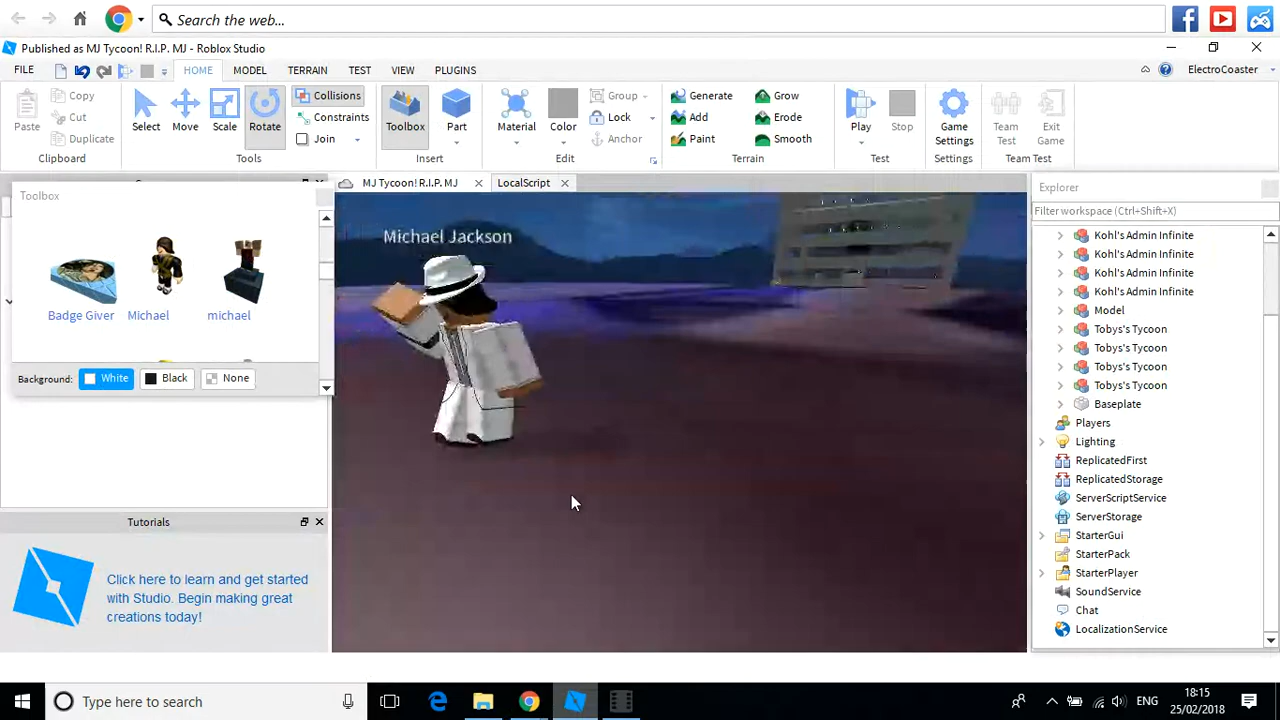 Search the web...
Published as MJ Tycoon! R.I.P. MJ - Roblox Studio
FILE HOME MODEL TERRAIN TEST VIEW PLUGINS ElectroCoaster
Paste Copy Cut Duplicate Clipboard
Select Move Scale Rotate Collisions Constraints Join Tools
Toolbox Part Insert
Material Color Group Lock Anchor Edit
Generate Add Paint Grow Erode Smooth Terrain
Play Stop Test
Game Settings Settings
Team Test Exit Game Team Test
Toolbox
Badge Giver Michael michael
Background: White Black None
MJ Tycoon! R.I.P. MJ LocalScript
Michael Jackson
Tutorials
Click here to learn and get started
with Studio. Begin making great
creations today!
Explorer
Filter workspace (Ctrl+Shift+X)
Kohl's Admin Infinite
Kohl's Admin Infinite
Kohl's Admin Infinite
Kohl's Admin Infinite
Model
Tobys's Tycoon
Tobys's Tycoon
Tobys's Tycoon
Tobys's Tycoon
Baseplate
Players
Lighting
ReplicatedFirst
ReplicatedStorage
ServerScriptService
ServerStorage
StarterGui
StarterPack
StarterPlayer
SoundService
Chat
LocalizationService
Type here to search
ENG
18:15
25/02/2018